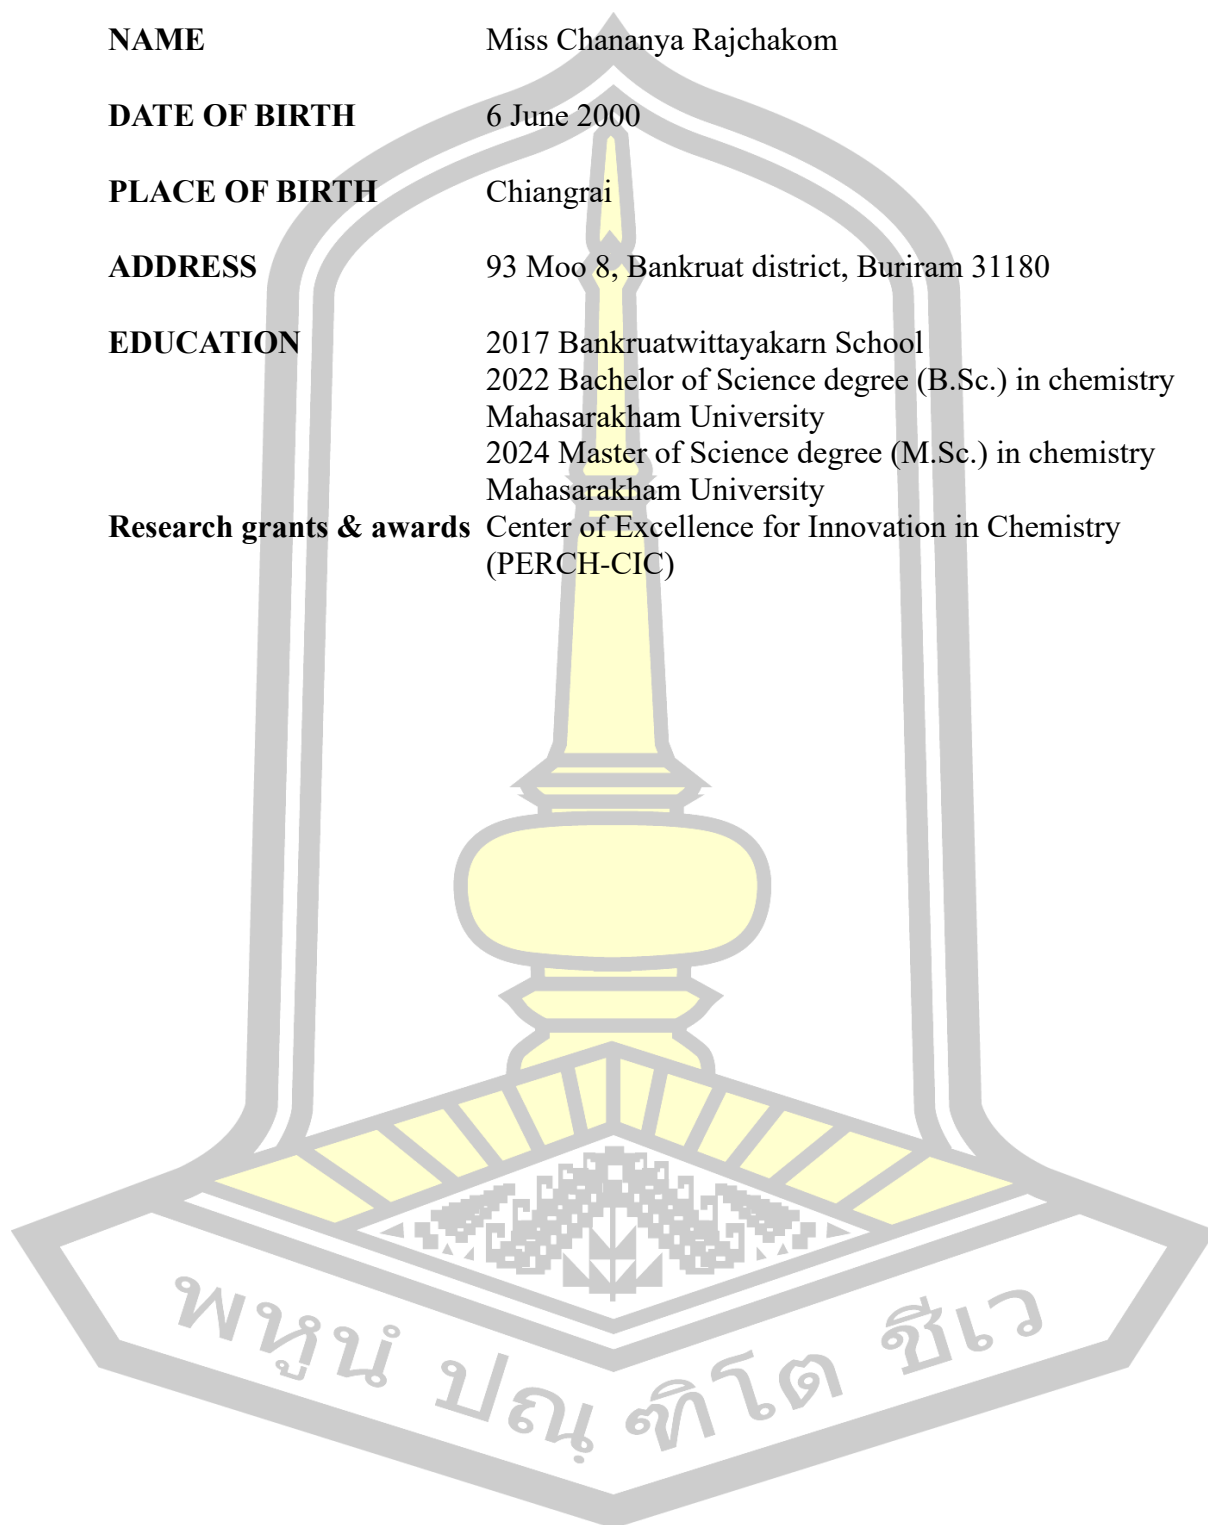 NAME Miss Chananya Rajchakom
DATE OF BIRTH 6 June 2000
PLACE OF BIRTH Chiangrai
ADDRESS 93 Moo 8, Bankruat district, Buriram 31180
EDUCATION 2017 Bankruatwittayakarn School
2022 Bachelor of Science degree (B.Sc.) in chemistry
Mahasarakham University
2024 Master of Science degree (M.Sc.) in chemistry
Mahasarakham University
Research grants & awards Center of Excellence for Innovation in Chemistry
(PERCH-CIC)
พหูนํ ปณฺฑิโต ชีเว